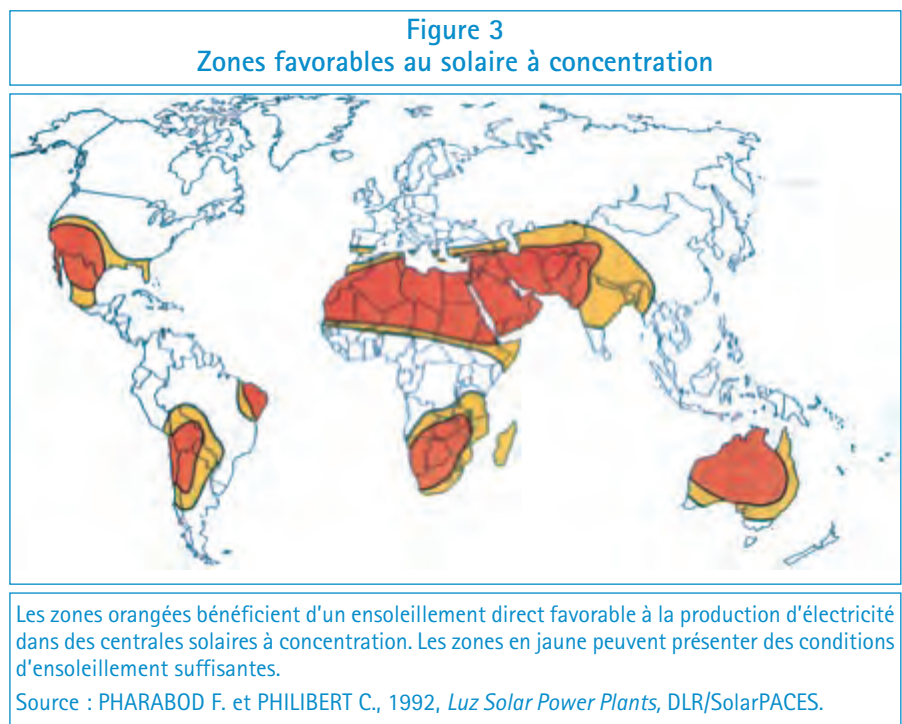 Figure 3
Zones favorables au solaire à concentration
Les zones orangées bénéficient d'un ensoleillement direct favorable à la production d'électricité
dans des centrales solaires à concentration. Les zones en jaune peuvent présenter des conditions
d'ensoleillement suffisantes.
Source : PHARABOD F. et PHILIBERT C., 1992, Luz Solar Power Plants, DLR/SolarPACES.